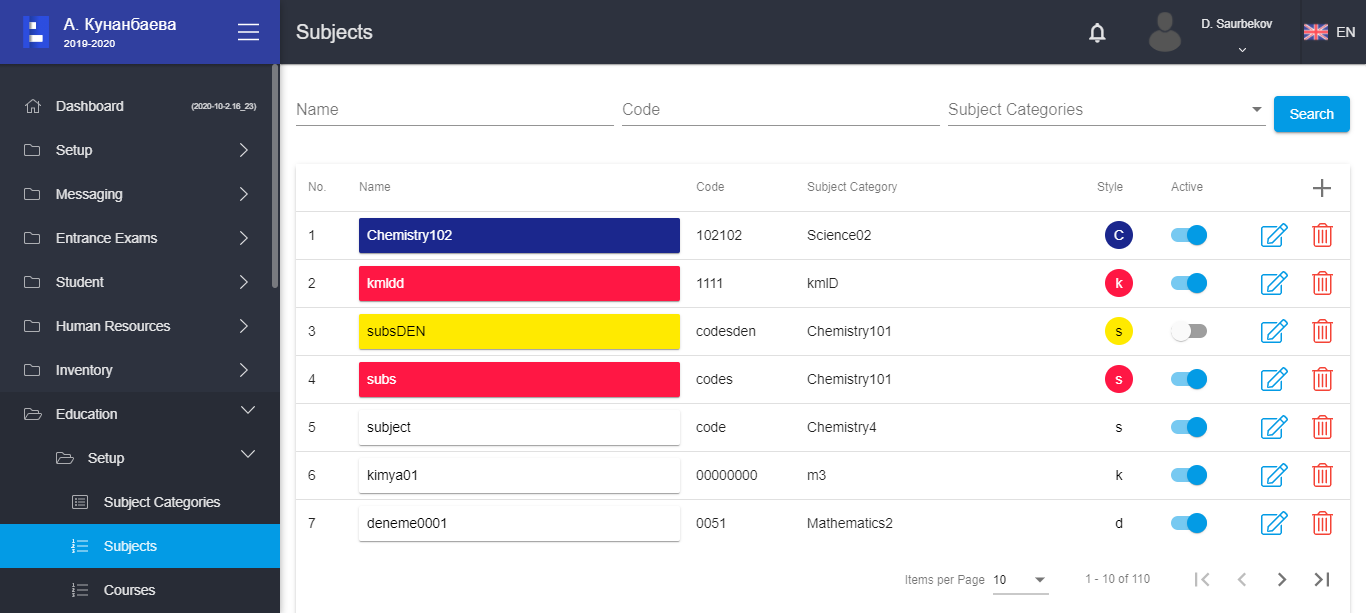 А. Кунанбаева
2019-2020
Subjects
D. Saurbekov
EN
Dashboard (2020-10-2.16_23)
Setup
Messaging
Entrance Exams
Student
Human Resources
Inventory
Education
Setup
Subject Categories
Subjects
Courses
Name Code Subject Categories Search
No. Name Code Subject Category Style Active
1 Chemistry102 102102 Science02 C
2 kmldd 1111 kmlD k
3 subsDEN codesden Chemistry101 s
4 subs codes Chemistry101 s
5 subject code Chemistry4 s
6 kimya01 00000000 m3 k
7 deneme0001 0051 Mathematics2 d
Items per Page 10 1 - 10 of 110